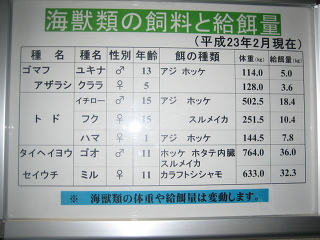 海獣類の飼料と給餌量
(平成23年2月現在)
種 名 種名 性別 年齢 餌の種類 体重(kg) 給餌量(kg)
ゴマフ ユキナ ♂ 13 アジ ホッケ 114.0 5.0
アザラシ クララ ♀ 5 128.0 3.6
イチロー ♂ 15 アジ ホッケ 502.5 18.4
トド フク ♀ 15 スルメイカ 251.5 10.4
ハマ ♀ 1 アジ ホッケ 144.5 7.8
タイヘイヨウ ゴオ ♂ 11 ホッケ ホタテ内臓 764.0 36.0
スルメイカ
セイウチ ミル ♀ 11 カラフトシシャモ 633.0 32.3
※ 海獣類の体重や給餌量は変動します。